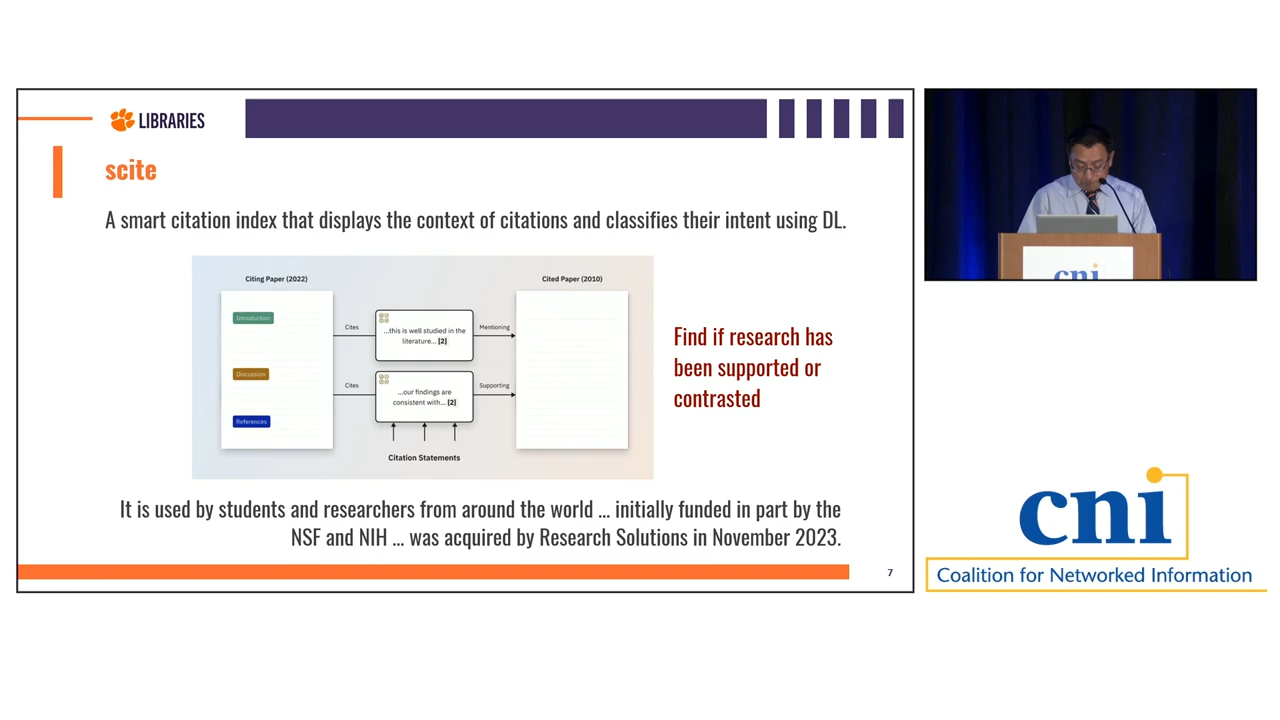 LIBRARIES
scite
A smart citation index that displays the context of citations and classifies their intent using DL.
Citing Paper (2022)
Cited Paper (2010)
Introduction
Cites
...this is well studied in the
literature... [2]
Mentioning
Discussion
Cites
...our findings are
consistent with... [2]
Supporting
References
Citation Statements
Find if research has
been supported or
contrasted
It is used by students and researchers from around the world ... initially funded in part by the
NSF and NIH ... was acquired by Research Solutions in November 2023.
7
cni
cni
Coalition for Networked Information